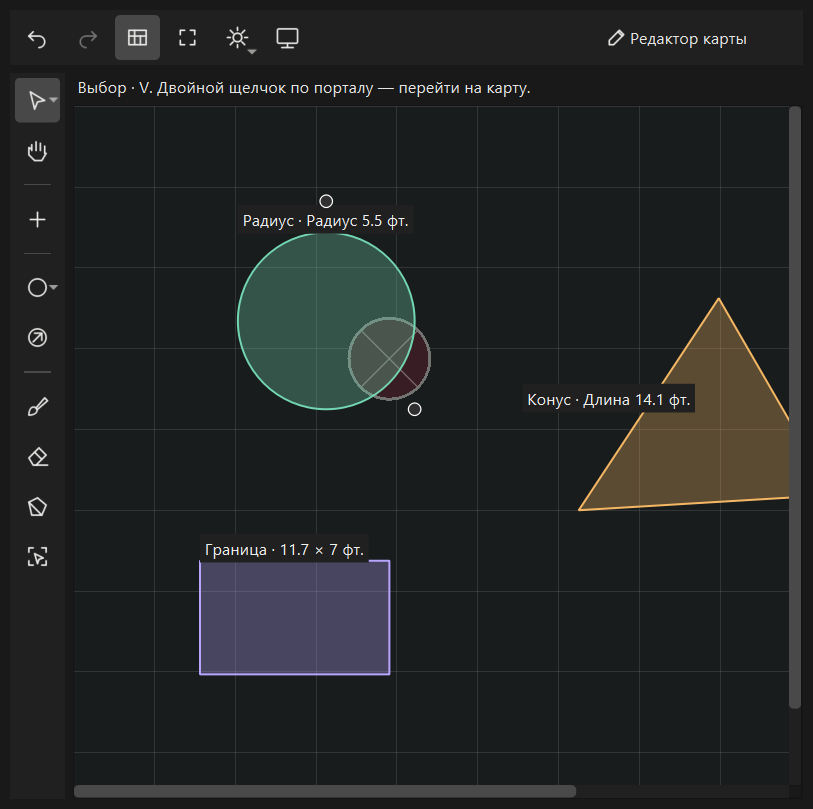 Редактор карты
Выбор · V. Двойной щелчок по порталу — перейти на карту.
Радиус · Радиус 5.5 фт.
Конус · Длина 14.1 фт.
Граница · 11.7 × 7 фт.